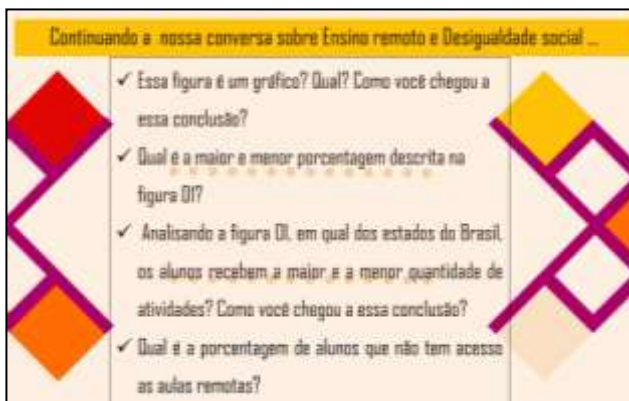 Continuando a nossa conversa sobre Ensino remoto e Desigualdade social ...
✓ Essa figura é um gráfico? Qual? Como você chegou a
essa conclusão?
✓ Qual é a maior e menor porcentagem descrita na
figura 01?
✓ Analisando a figura 01, em qual dos estados do Brasil,
os alunos recebem a maior e a menor quantidade de
atividades? Como você chegou a essa conclusão?
✓ Qual é a porcentagem de alunos que não tem acesso
as aulas remotas?